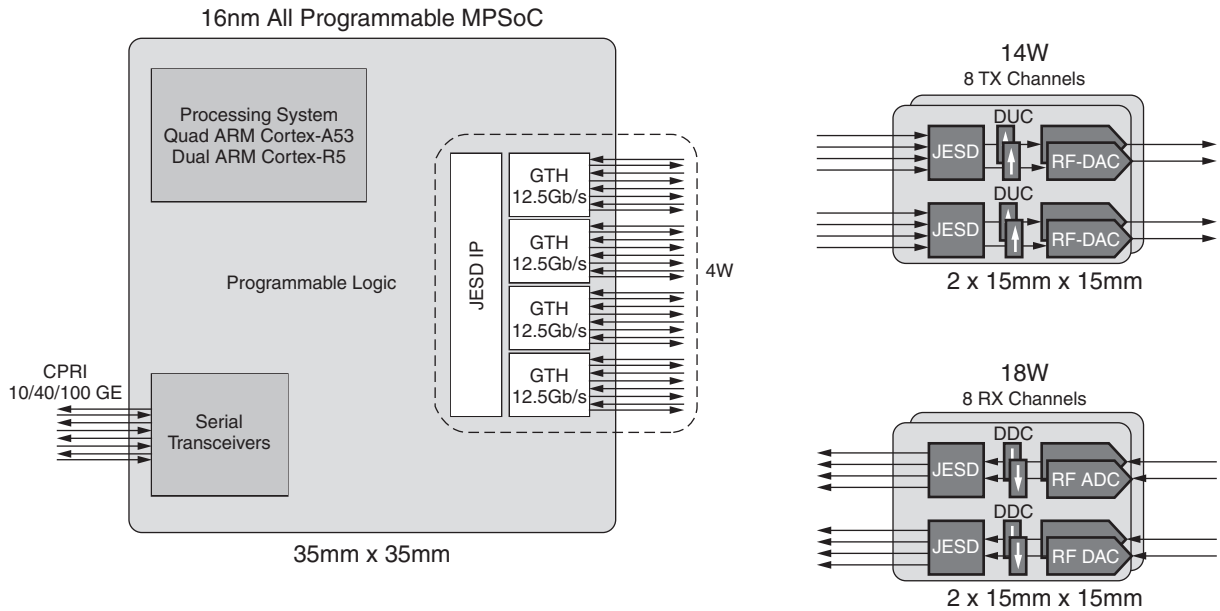 16nm All Programmable MPSoC
Processing System
Quad ARM Cortex-A53
Dual ARM Cortex-R5
Programmable Logic
JESD IP
GTH
12.5Gb/s
GTH
12.5Gb/s
GTH
12.5Gb/s
GTH
12.5Gb/s
4W
CPRI
10/40/100 GE
Serial
Transceivers
35mm x 35mm
14W
8 TX Channels
DUC
JESD
RF-DAC
DUC
JESD
RF-DAC
2 x 15mm x 15mm
18W
8 RX Channels
DDC
JESD
RF ADC
DDC
JESD
RF DAC
2 x 15mm x 15mm